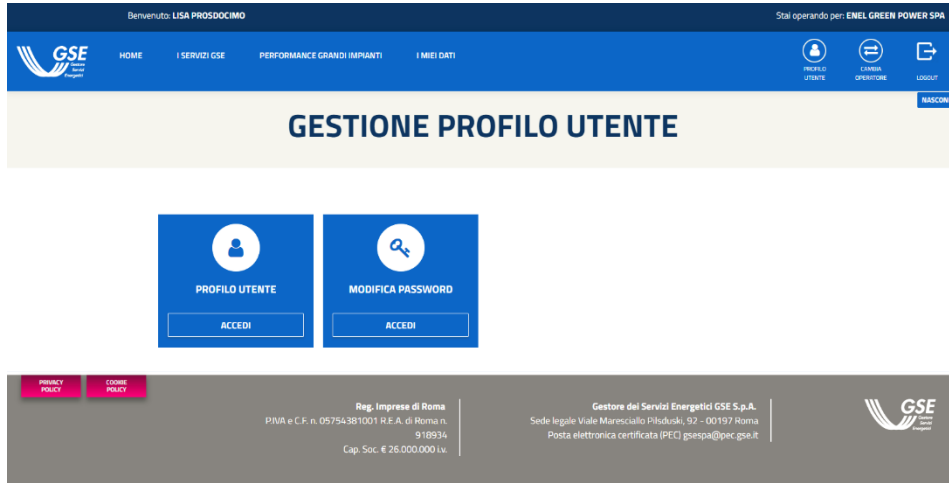 Benvenuto: LISA PROSDOCIMO
Stai operando per: ENEL GREEN POWER SPA
GSE
Gestore
Servizi
Energetici
HOME
I SERVIZI GSE
PERFORMANCE GRANDI IMPIANTI
I MIEI DATI
PROFILO
UTENTE
CAMBIA
OPERATORE
LOGOUT
NASCON
GESTIONE PROFILO UTENTE
PROFILO UTENTE
ACCEDI
MODIFICA PASSWORD
ACCEDI
PRIVACY
POLICY
COOKIE
POLICY
Reg. Imprese di Roma
P.IVA e C.F. n. 05754381001 R.E.A. di Roma n.
918934
Cap. Soc. € 26.000.000 i.v.
Gestore dei Servizi Energetici GSE S.p.A.
Sede legale Viale Maresciallo Pilsduski, 92 - 00197 Roma
Posta elettronica certificata (PEC) gsespa@pec.gse.it
GSE
Gestore
Servizi
Energetici